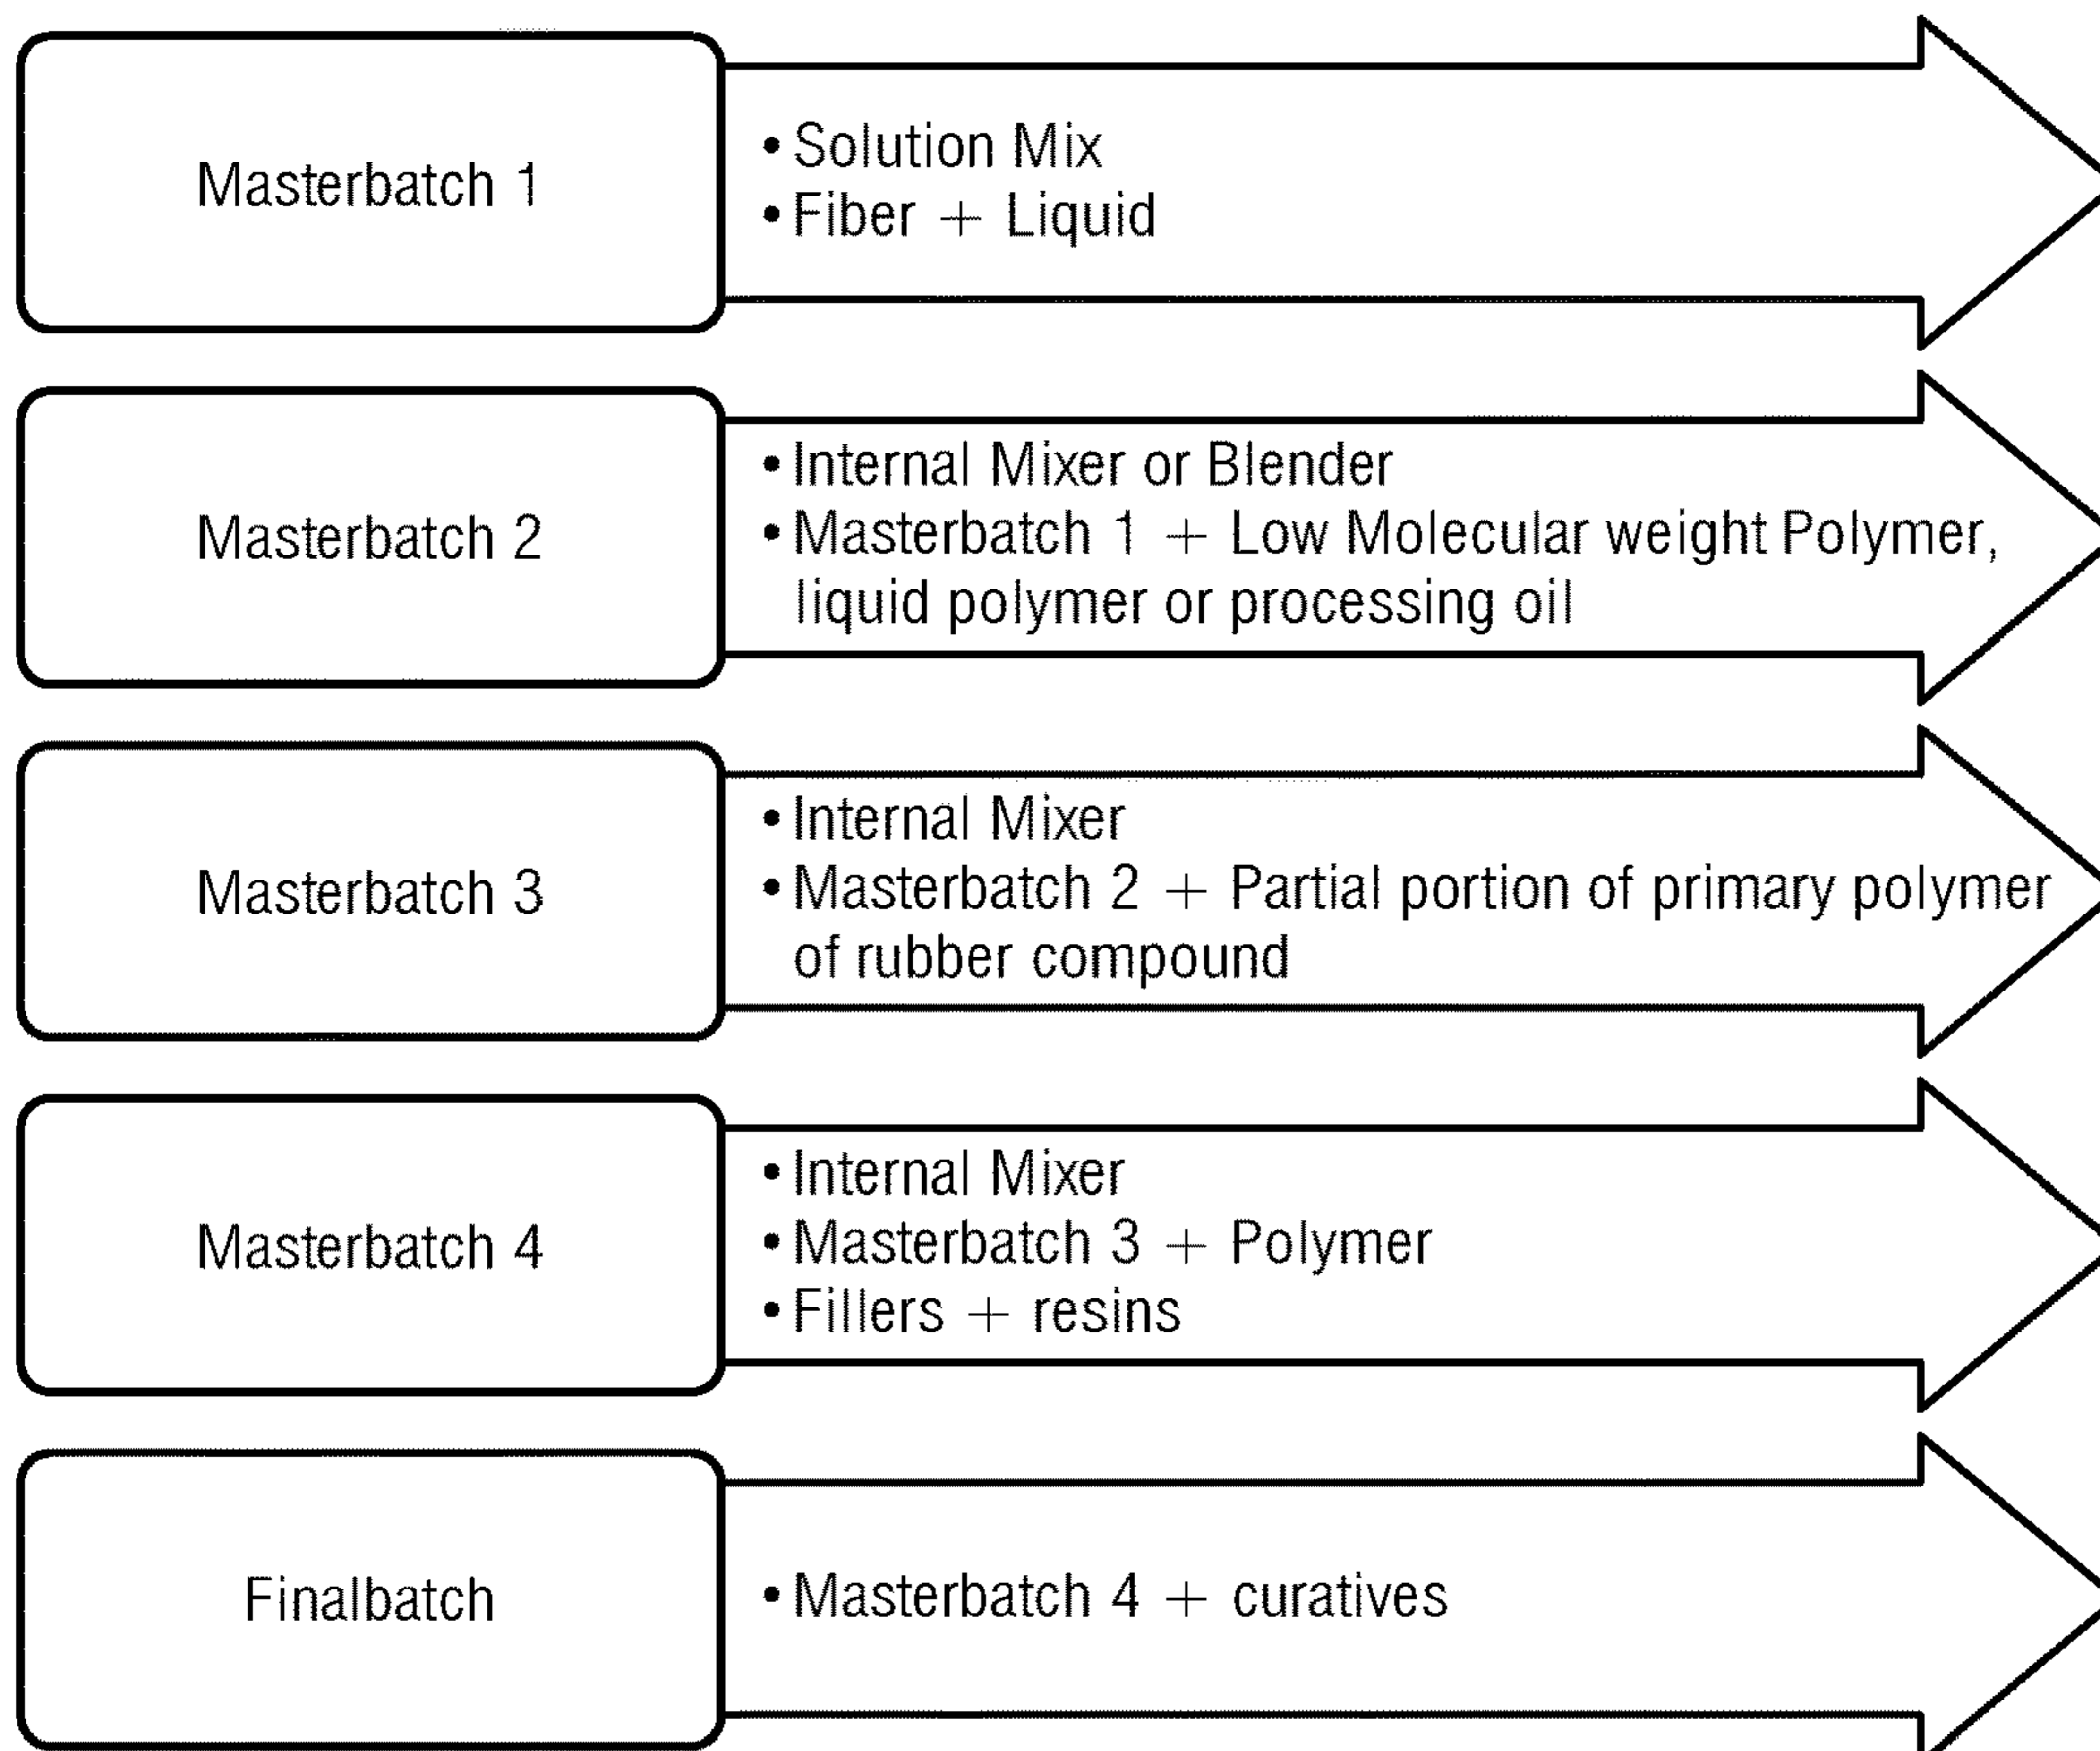 Masterbatch 1
• Solution Mix
• Fiber + Liquid
Masterbatch 2
• Internal Mixer or Blender
• Masterbatch 1 + Low Molecular weight Polymer,
liquid polymer or processing oil
Masterbatch 3
• Internal Mixer
• Masterbatch 2 + Partial portion of primary polymer
of rubber compound
Masterbatch 4
• Internal Mixer
• Masterbatch 3 + Polymer
• Fillers + resins
Finalbatch
• Masterbatch 4 + curatives